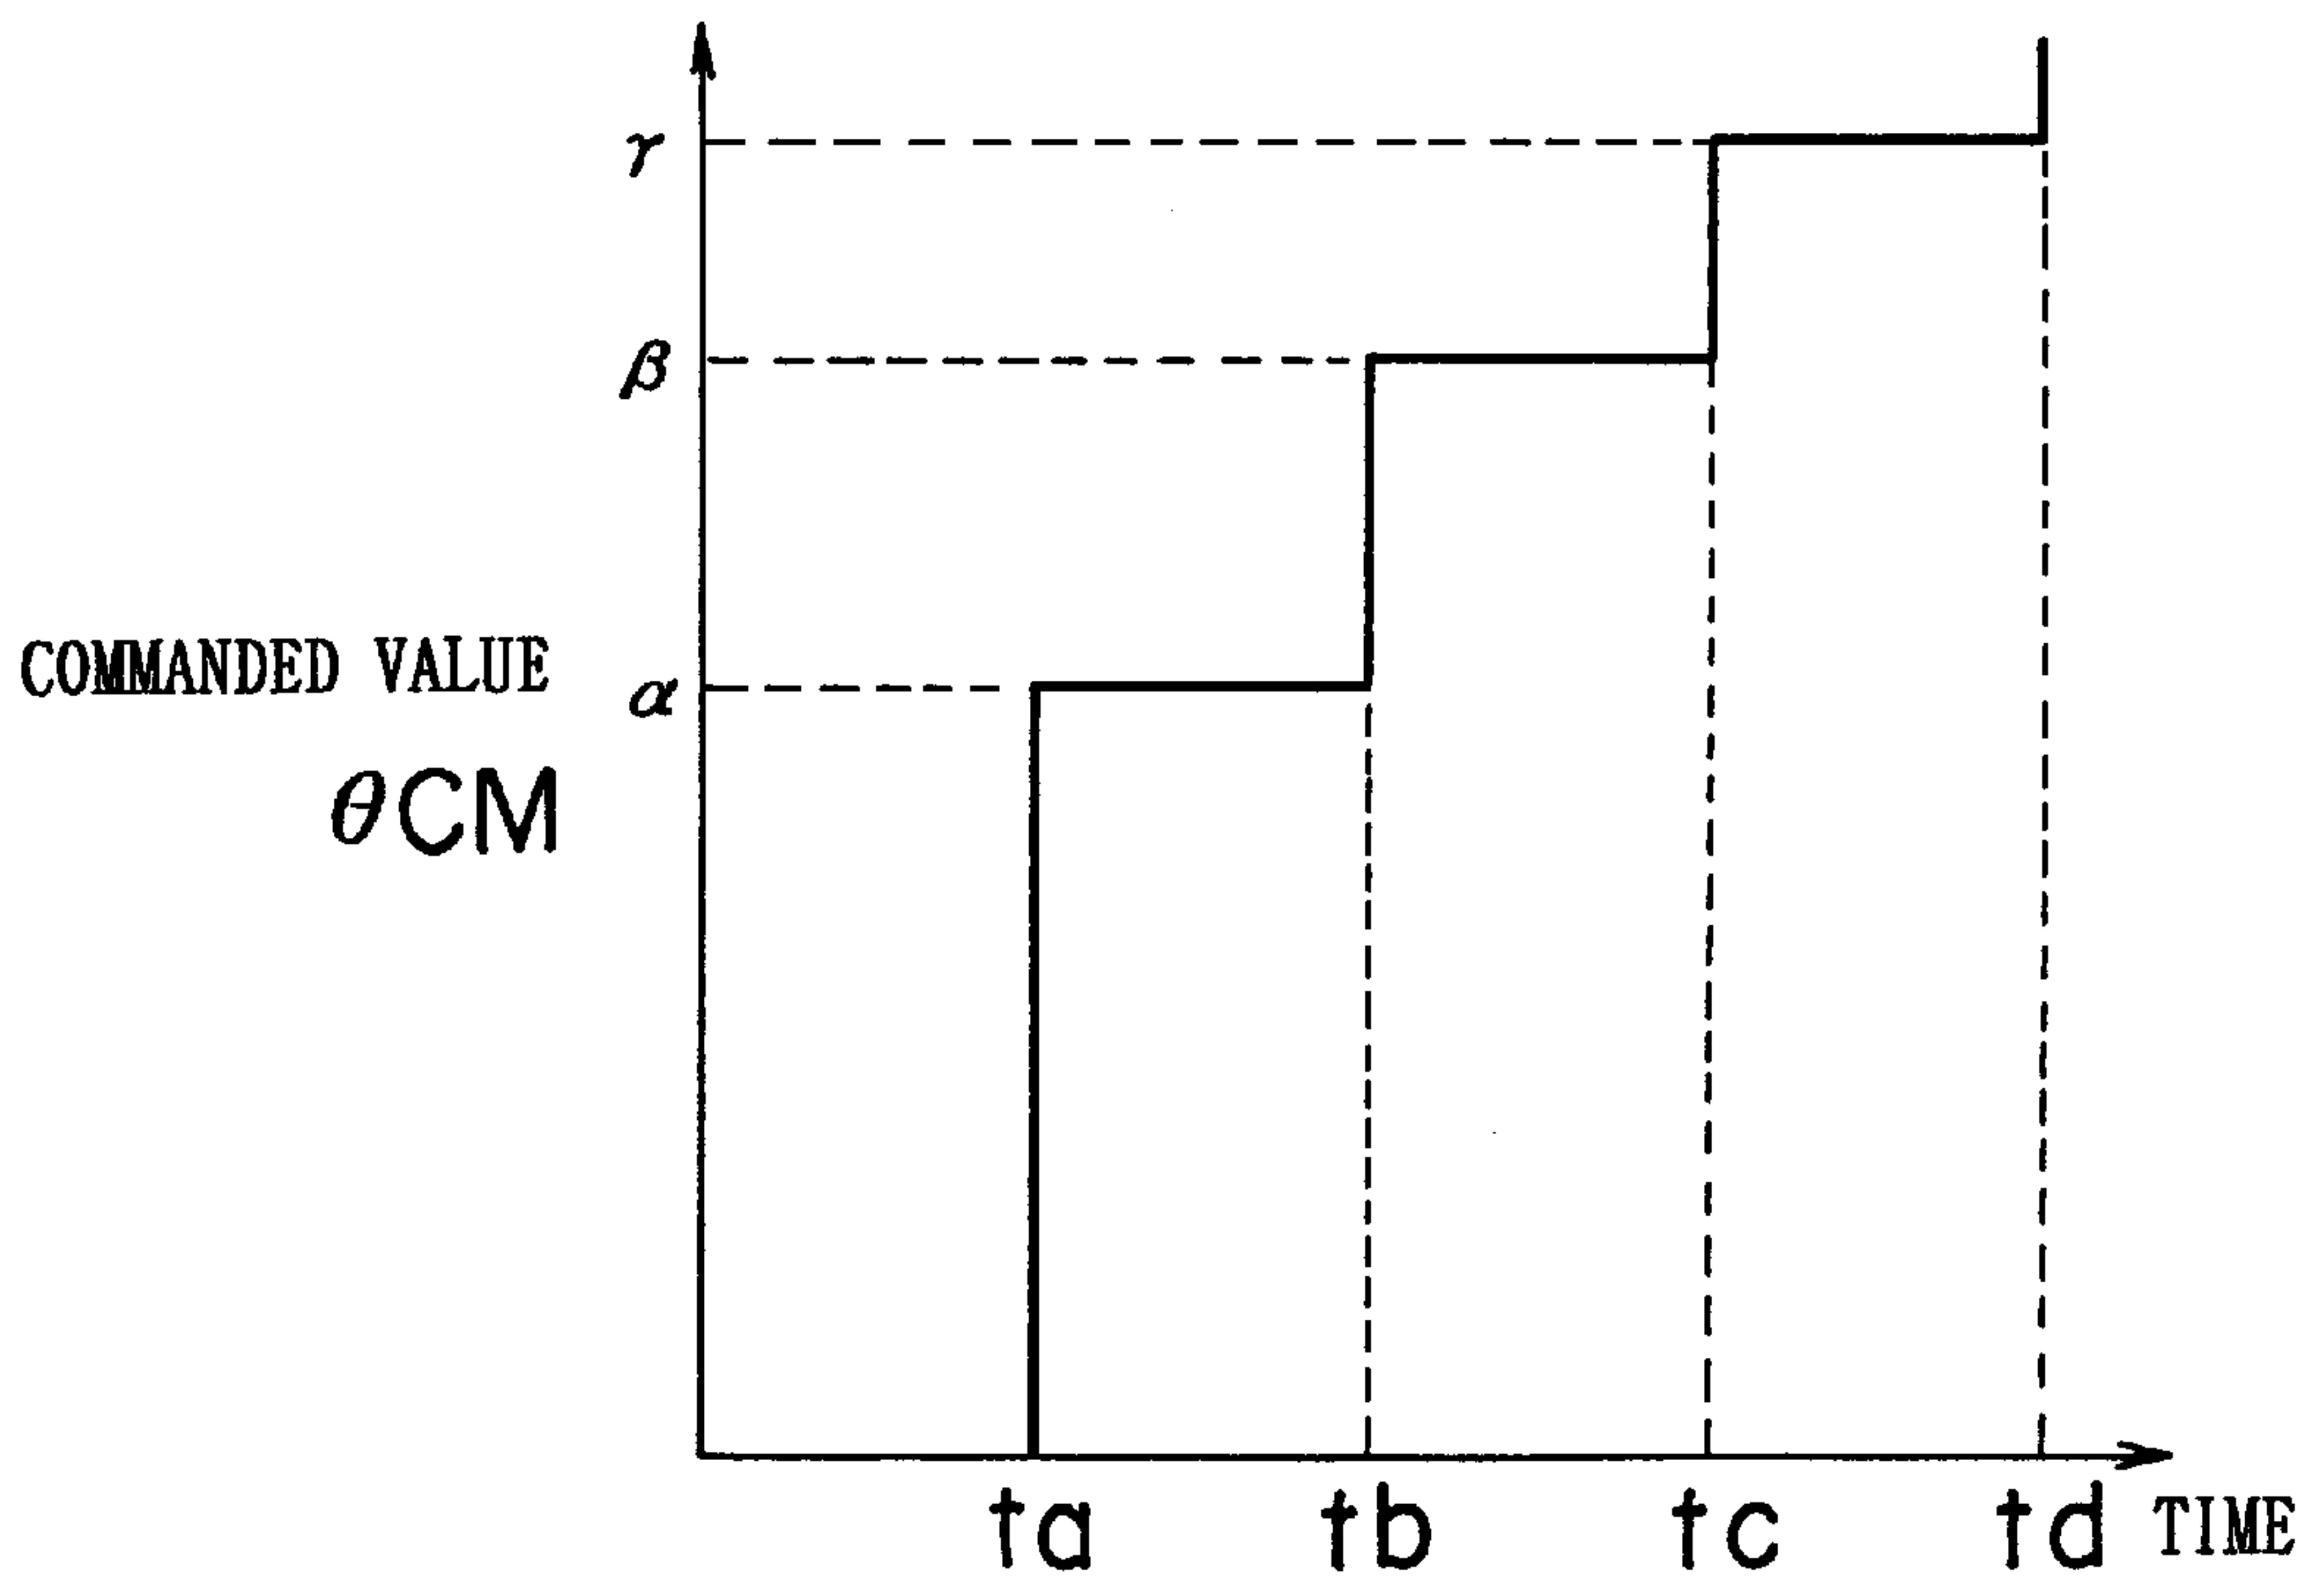 γ
β
COMMANDED VALUE
α
θCM
ta tb tc td TIME